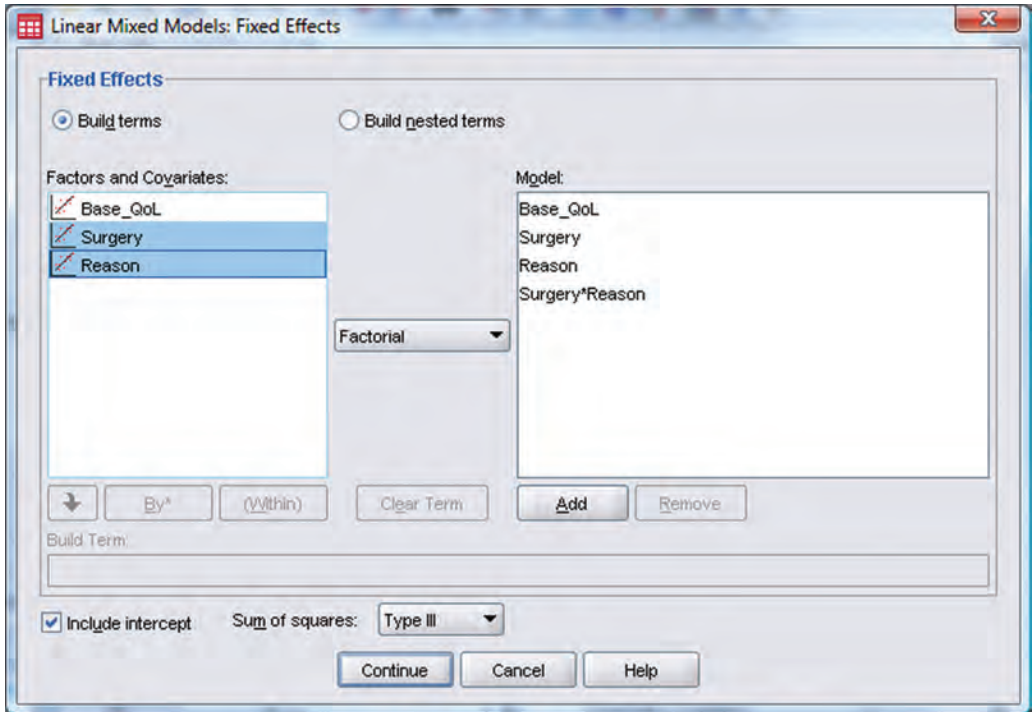 Linear Mixed Models: Fixed Effects
Fixed Effects
Build terms
Build nested terms
Factors and Covariates:
Base_QoL
Surgery
Reason
Factorial
Model:
Base_QoL
Surgery
Reason
Surgery*Reason
By*
(Within)
Clear Term
Add
Remove
Build Term:
Include intercept
Sum of squares:
Type III
Continue
Cancel
Help